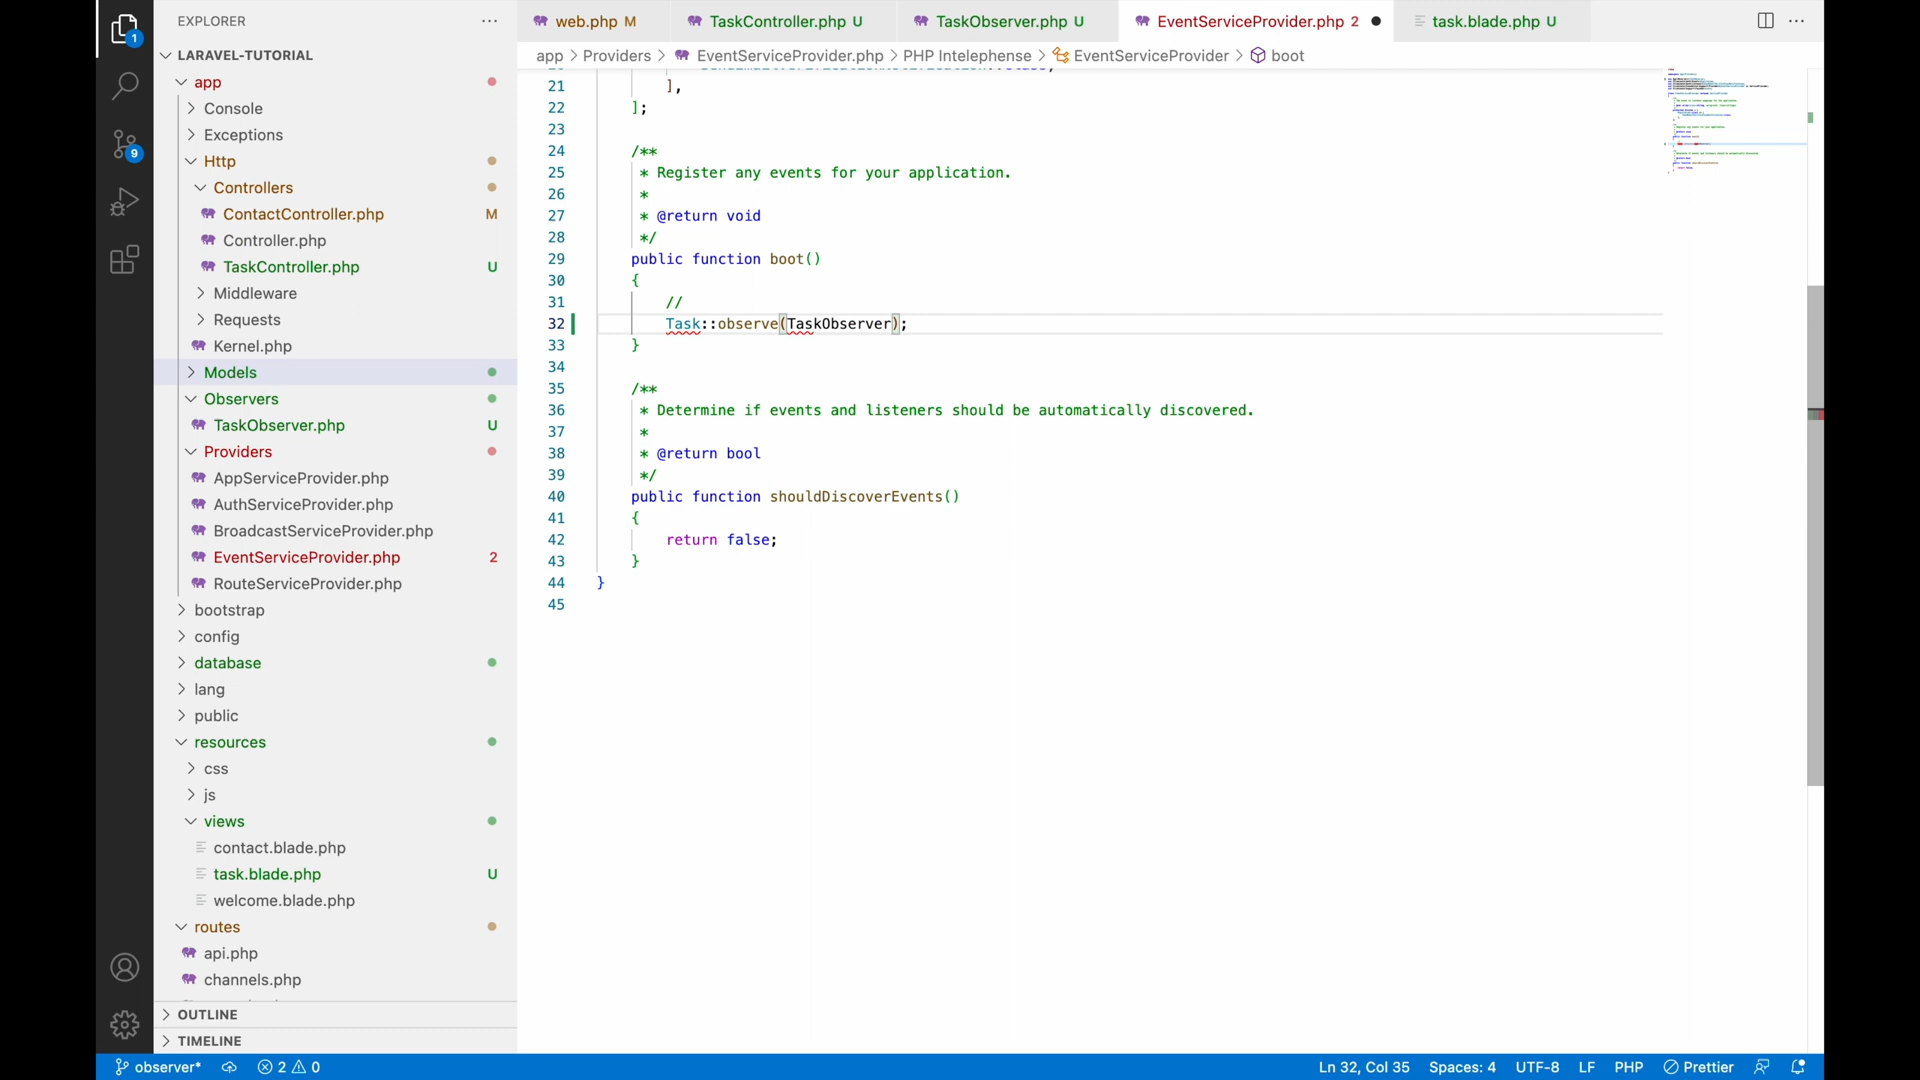 1
9
EXPLORER
LARAVEL-TUTORIAL
app
Console
Exceptions
Http
Controllers
ContactController.php M
Controller.php
TaskController.php U
Middleware
Requests
Kernel.php
Models
Observers
TaskObserver.php U
Providers
AppServiceProvider.php
AuthServiceProvider.php
BroadcastServiceProvider.php
EventServiceProvider.php 2
RouteServiceProvider.php
bootstrap
config
database
lang
public
resources
css
js
views
contact.blade.php
task.blade.php U
welcome.blade.php
routes
api.php
channels.php
OUTLINE
TIMELINE
web.php M TaskController.php U TaskObserver.php U EventServiceProvider.php 2 task.blade.php U
app > Providers > EventServiceProvider.php > PHP Intelephense > EventServiceProvider > boot
21 ],
22 ];
23
24 /**
25 * Register any events for your application.
26 *
27 * @return void
28 */
29 public function boot()
30 {
31 //
32 Task::observe(TaskObserver);
33 }
34
35 /**
36 * Determine if events and listeners should be automatically discovered.
37 *
38 * @return bool
39 */
40 public function shouldDiscoverEvents()
41 {
42 return false;
43 }
44 }
45
observer* 2 0 Ln 32, Col 35 Spaces: 4 UTF-8 LF PHP Prettier